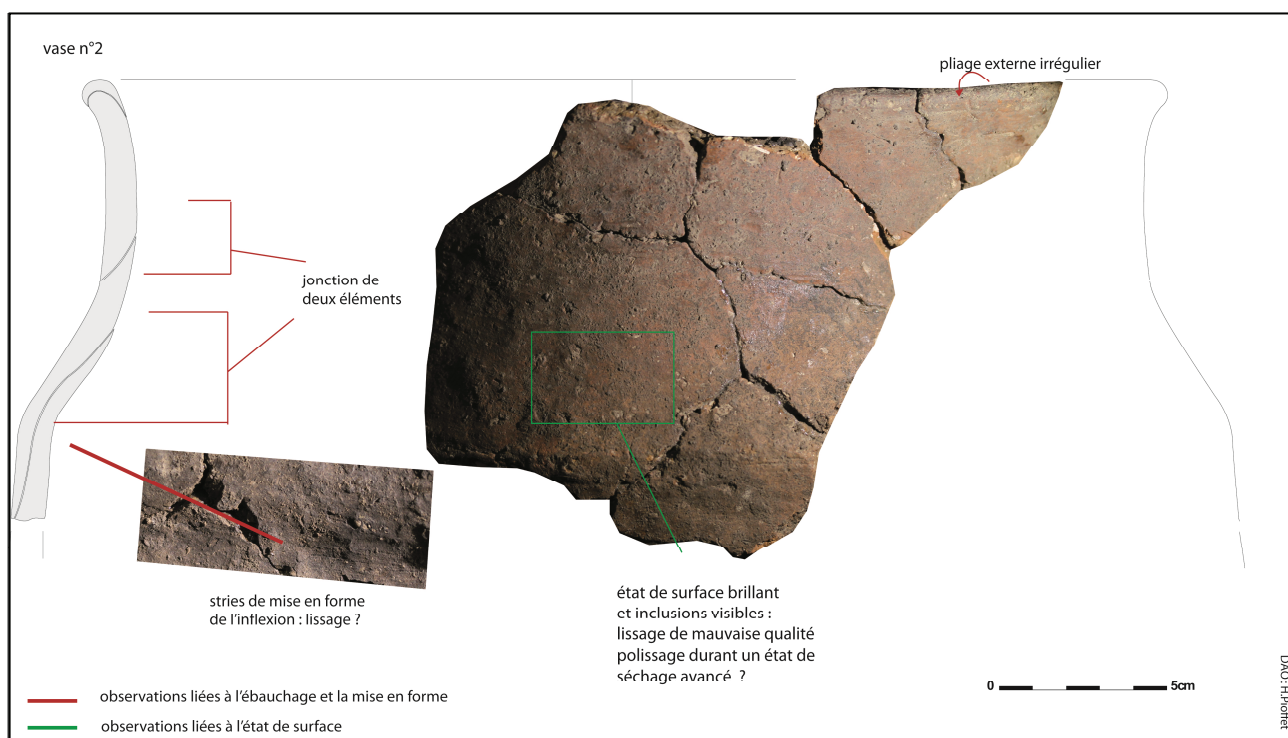 vase n°2
pliage externe irrégulier
jonction de
deux éléments
stries de mise en forme
de l'inflexion : lissage ?
état de surface brillant
et inclusions visibles :
lissage de mauvaise qualité
polissage durant un état de
séchage avancé ?
observations liées à l'ébauchage et la mise en forme
observations liées à l'état de surface
0 5cm
DAO : H.Pioffet